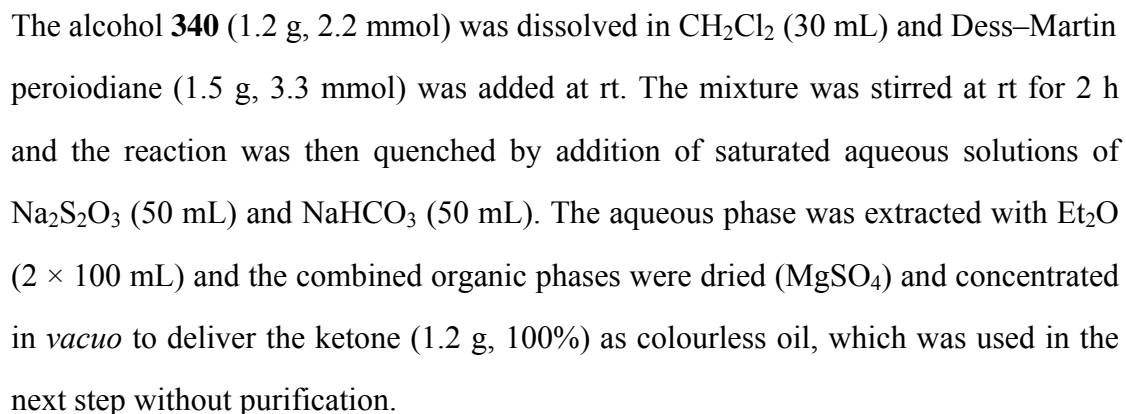 The alcohol 340 (1.2 g, 2.2 mmol) was dissolved in CH₂Cl₂ (30 mL) and Dess–Martin
peroiodiane (1.5 g, 3.3 mmol) was added at rt. The mixture was stirred at rt for 2 h
and the reaction was then quenched by addition of saturated aqueous solutions of
Na₂S₂O₃ (50 mL) and NaHCO₃ (50 mL). The aqueous phase was extracted with Et₂O
(2 × 100 mL) and the combined organic phases were dried (MgSO₄) and concentrated
in vacuo to deliver the ketone (1.2 g, 100%) as colourless oil, which was used in the
next step without purification.